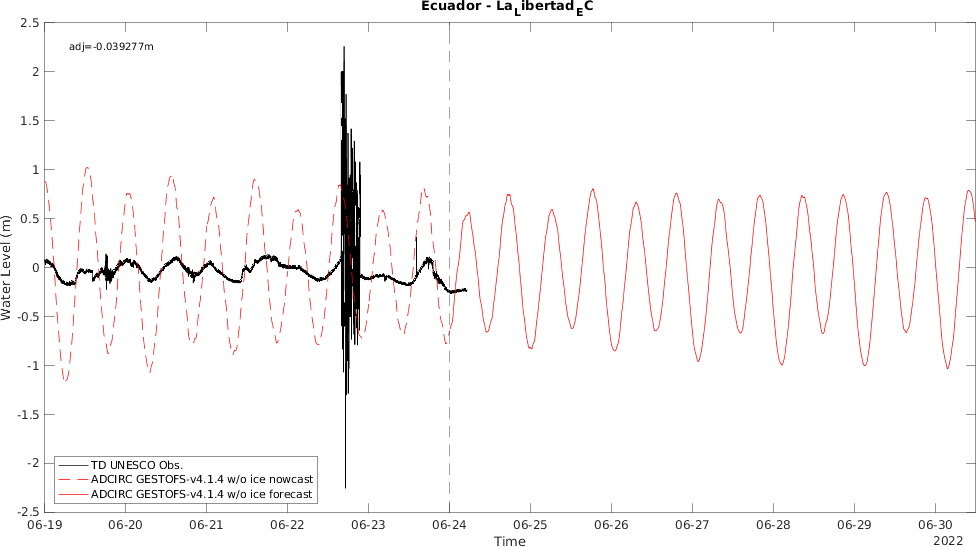 Ecuador - LaLibertadEC
adj=-0.039277m
2.5
2
1.5
1
0.5
0
-0.5
-1
-1.5
-2
-2.5
Water Level (m)
TD UNESCO Obs.
ADCIRC GESTOFS-v4.1.4 w/o ice nowcast
ADCIRC GESTOFS-v4.1.4 w/o ice forecast
06-19 06-20 06-21 06-22 06-23 06-24 06-25 06-26 06-27 06-28 06-29 06-30
Time
2022